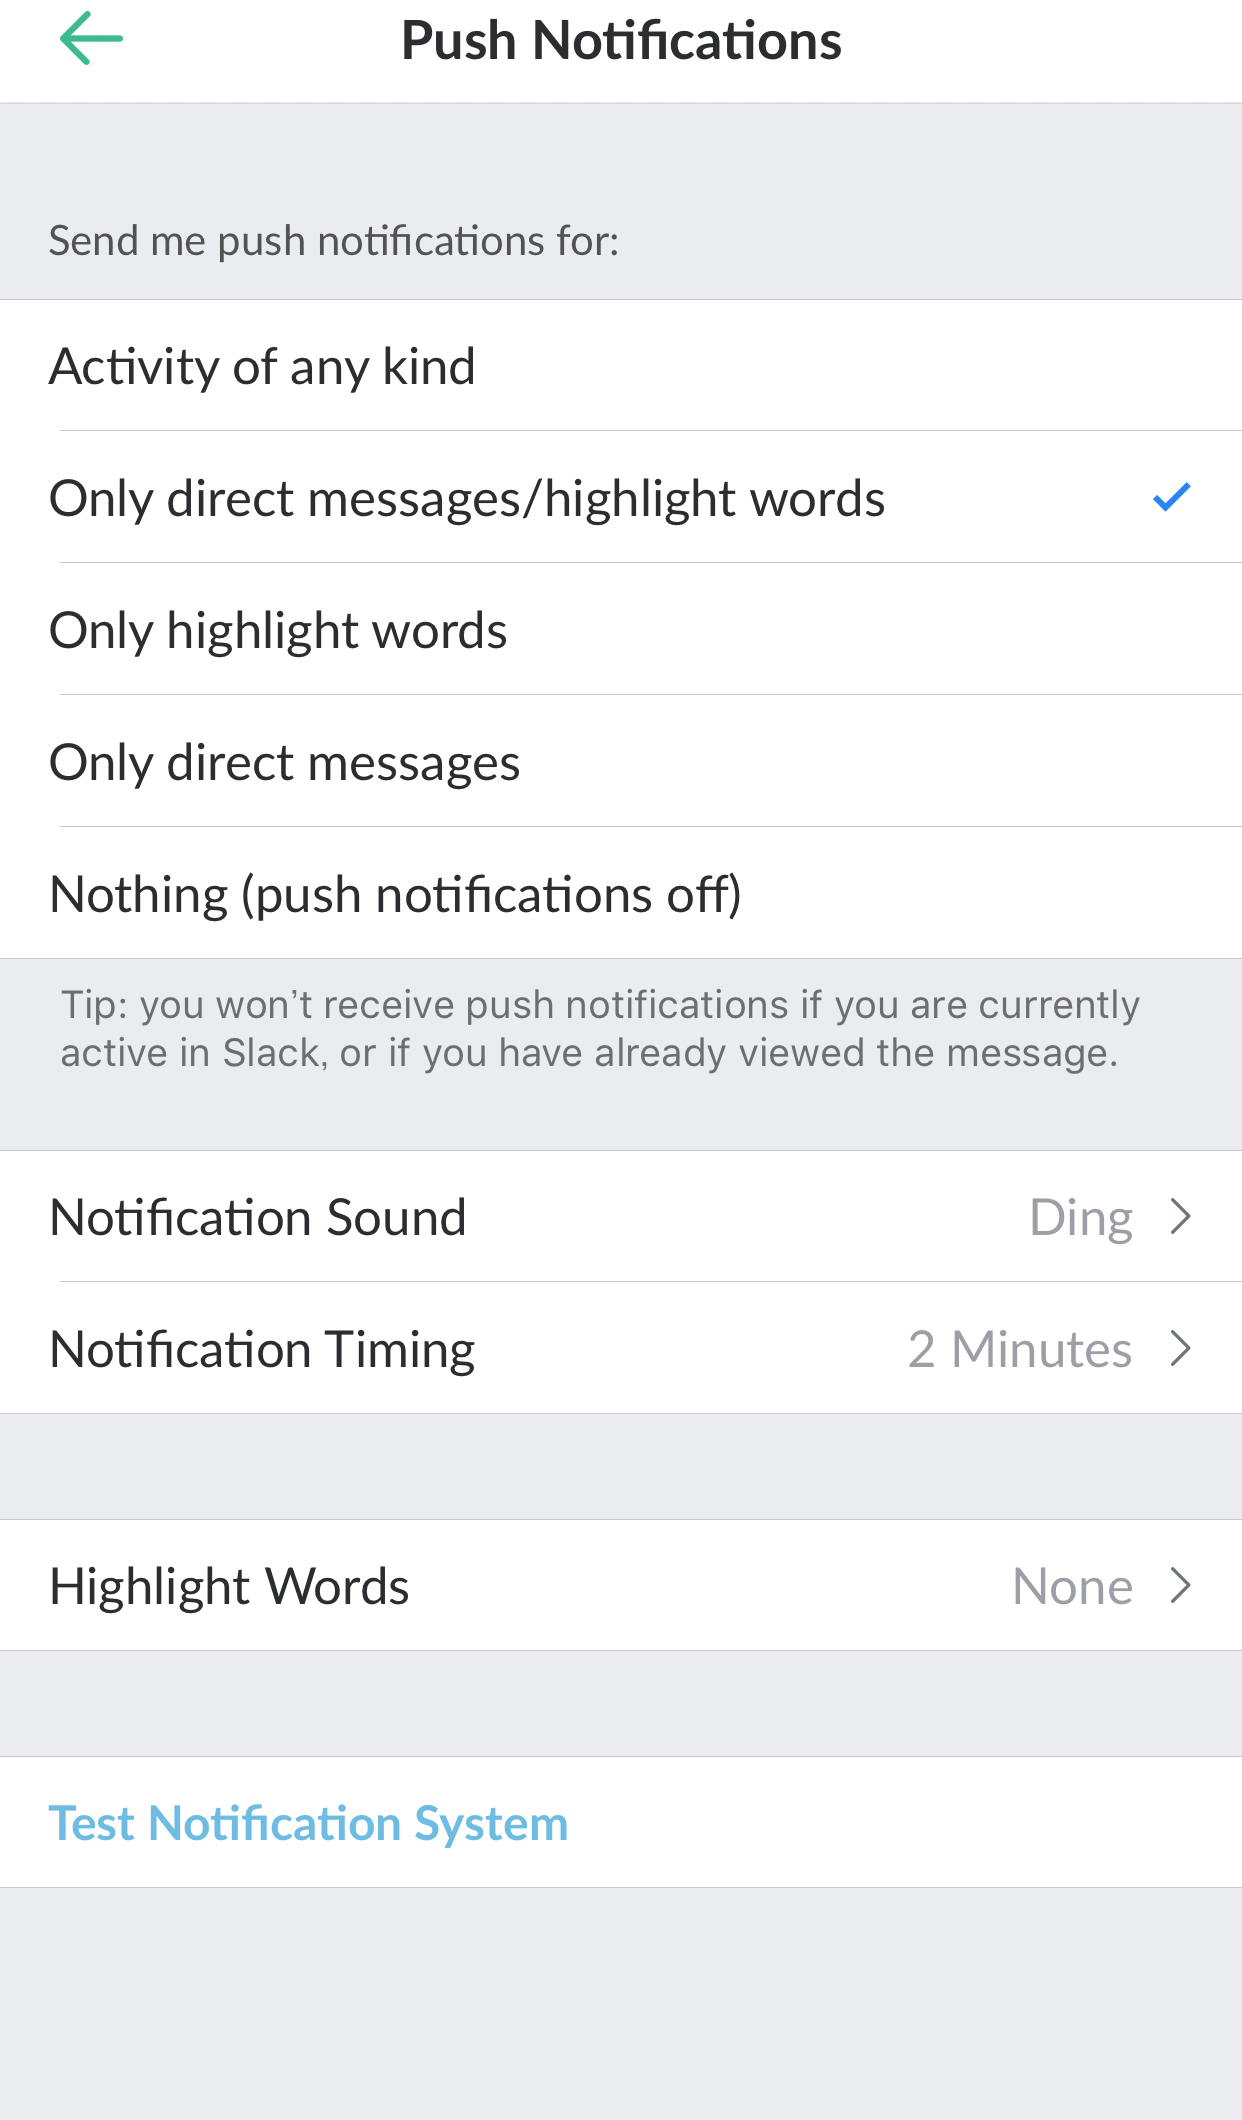 Push Notifications
Send me push notifications for:
Activity of any kind
Only direct messages/highlight words
Only highlight words
Only direct messages
Nothing (push notifications off)
Tip: you won’t receive push notifications if you are currently
active in Slack, or if you have already viewed the message.
Notification Sound Ding
Notification Timing 2 Minutes
Highlight Words None
Test Notification System